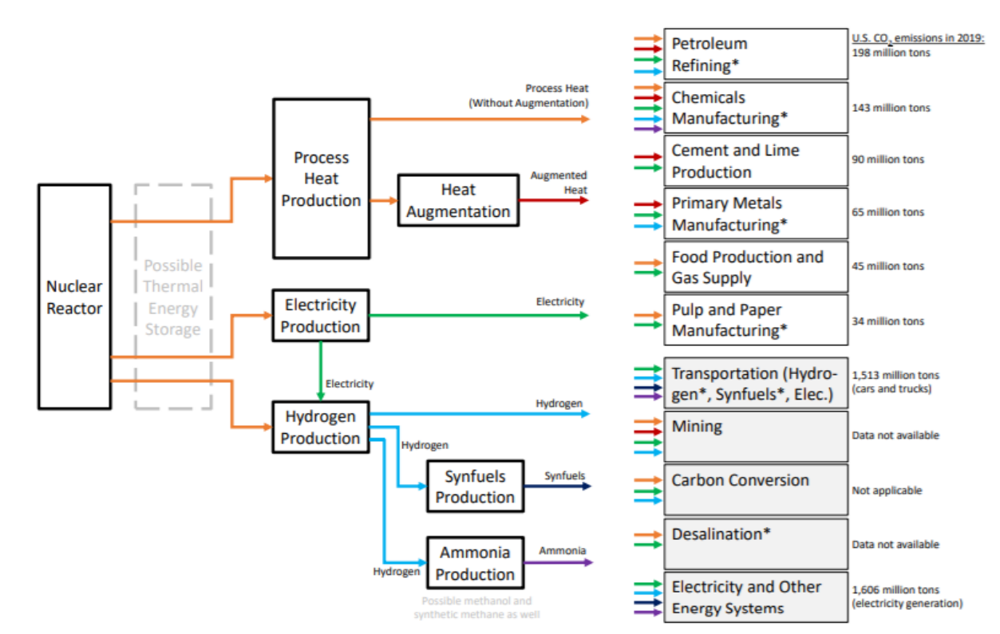 U.S. CO2 emissions in 2019:
Petroleum
Refining*
198 million tons
Process Heat
(Without Augmentation)
Chemicals
Manufacturing*
143 million tons
Process
Heat
Production
Cement and Lime
Production
90 million tons
Heat
Augmentation
Augmented
Heat
Primary Metals
Manufacturing*
65 million tons
Nuclear
Reactor
Possible
Thermal
Energy
Storage
Food Production and
Gas Supply
45 million tons
Electricity
Production
Electricity
Pulp and Paper
Manufacturing*
34 million tons
Electricity
Transportation (Hydro-
gen*, Synfuels*, Elec.)
1,513 million tons
(cars and trucks)
Hydrogen
Production
Hydrogen
Hydrogen
Mining
Data not available
Synfuels
Production
Synfuels
Carbon Conversion
Not applicable
Hydrogen
Ammonia
Production
Ammonia
Possible methanol and
synthetic methane as well
Desalination*
Data not available
Electricity and Other
Energy Systems
1,606 million tons
(electricity generation)